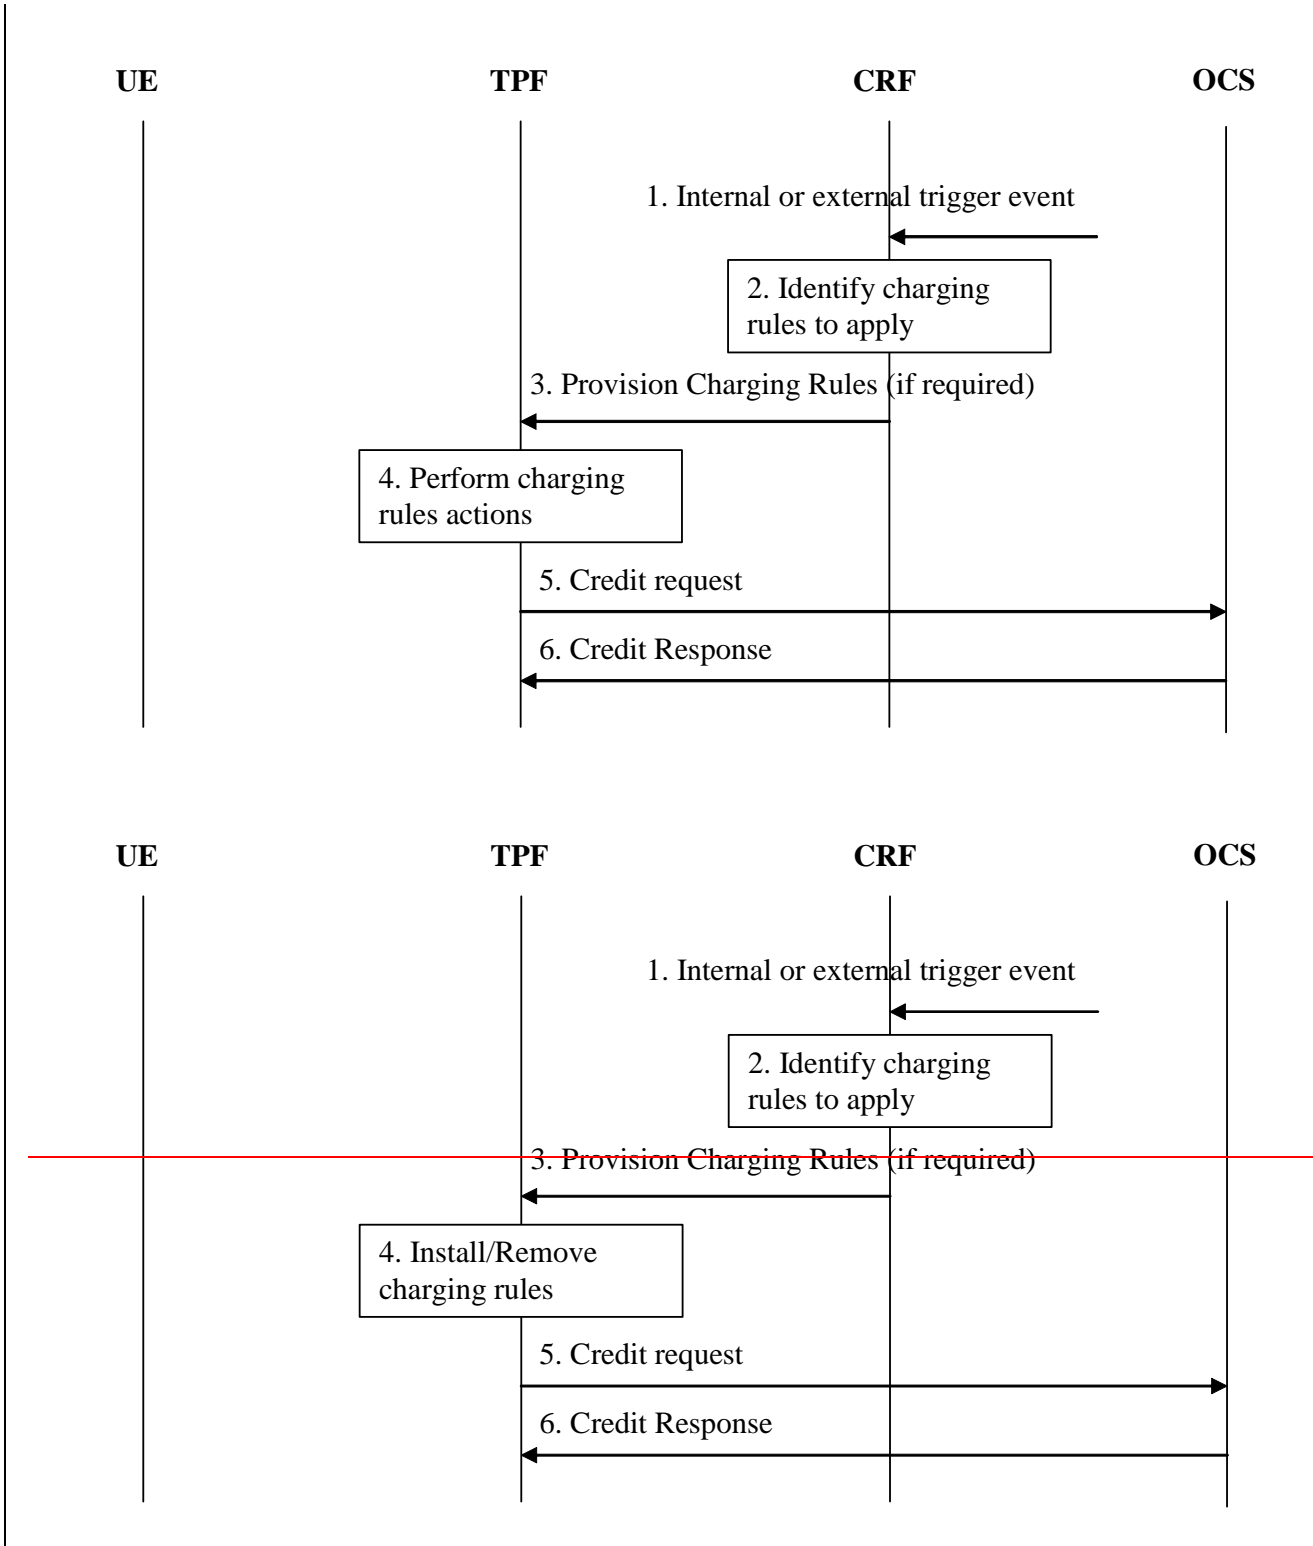 UE TPF CRF OCS
1. Internal or external trigger event
2. Identify charging
rules to apply
3. Provision Charging Rules (if required)
4. Perform charging
rules actions
5. Credit request
6. Credit Response
UE TPF CRF OCS
1. Internal or external trigger event
2. Identify charging
rules to apply
3. Provision Charging Rules (if required)
4. Install/Remove
charging rules
5. Credit request
6. Credit Response